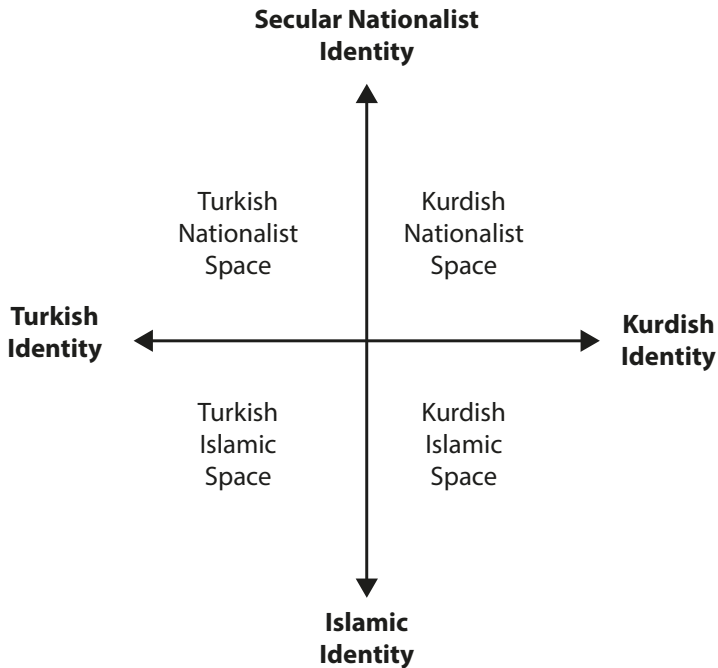 Secular Nationalist
Identity
Turkish
Nationalist
Space
Kurdish
Nationalist
Space
Turkish
Identity
Kurdish
Identity
Turkish
Islamic
Space
Kurdish
Islamic
Space
Islamic
Identity